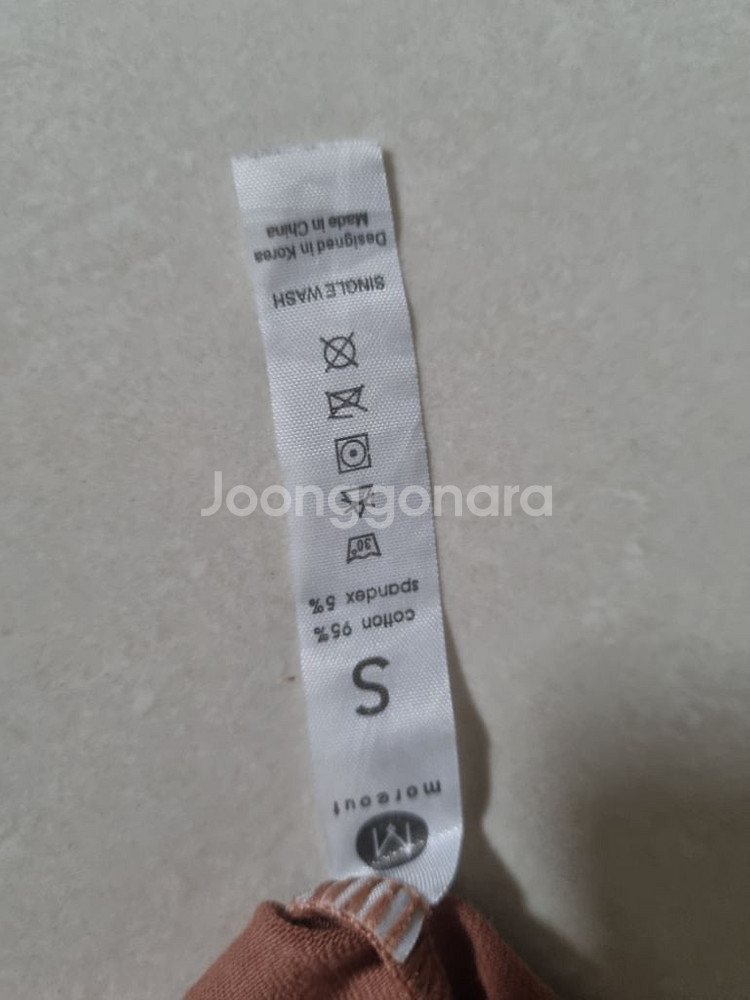 moreout
S
cotton 95%
spandex 5%
30°
SINGLE WASH
Designed in Korea
Made in China
Joonggonara